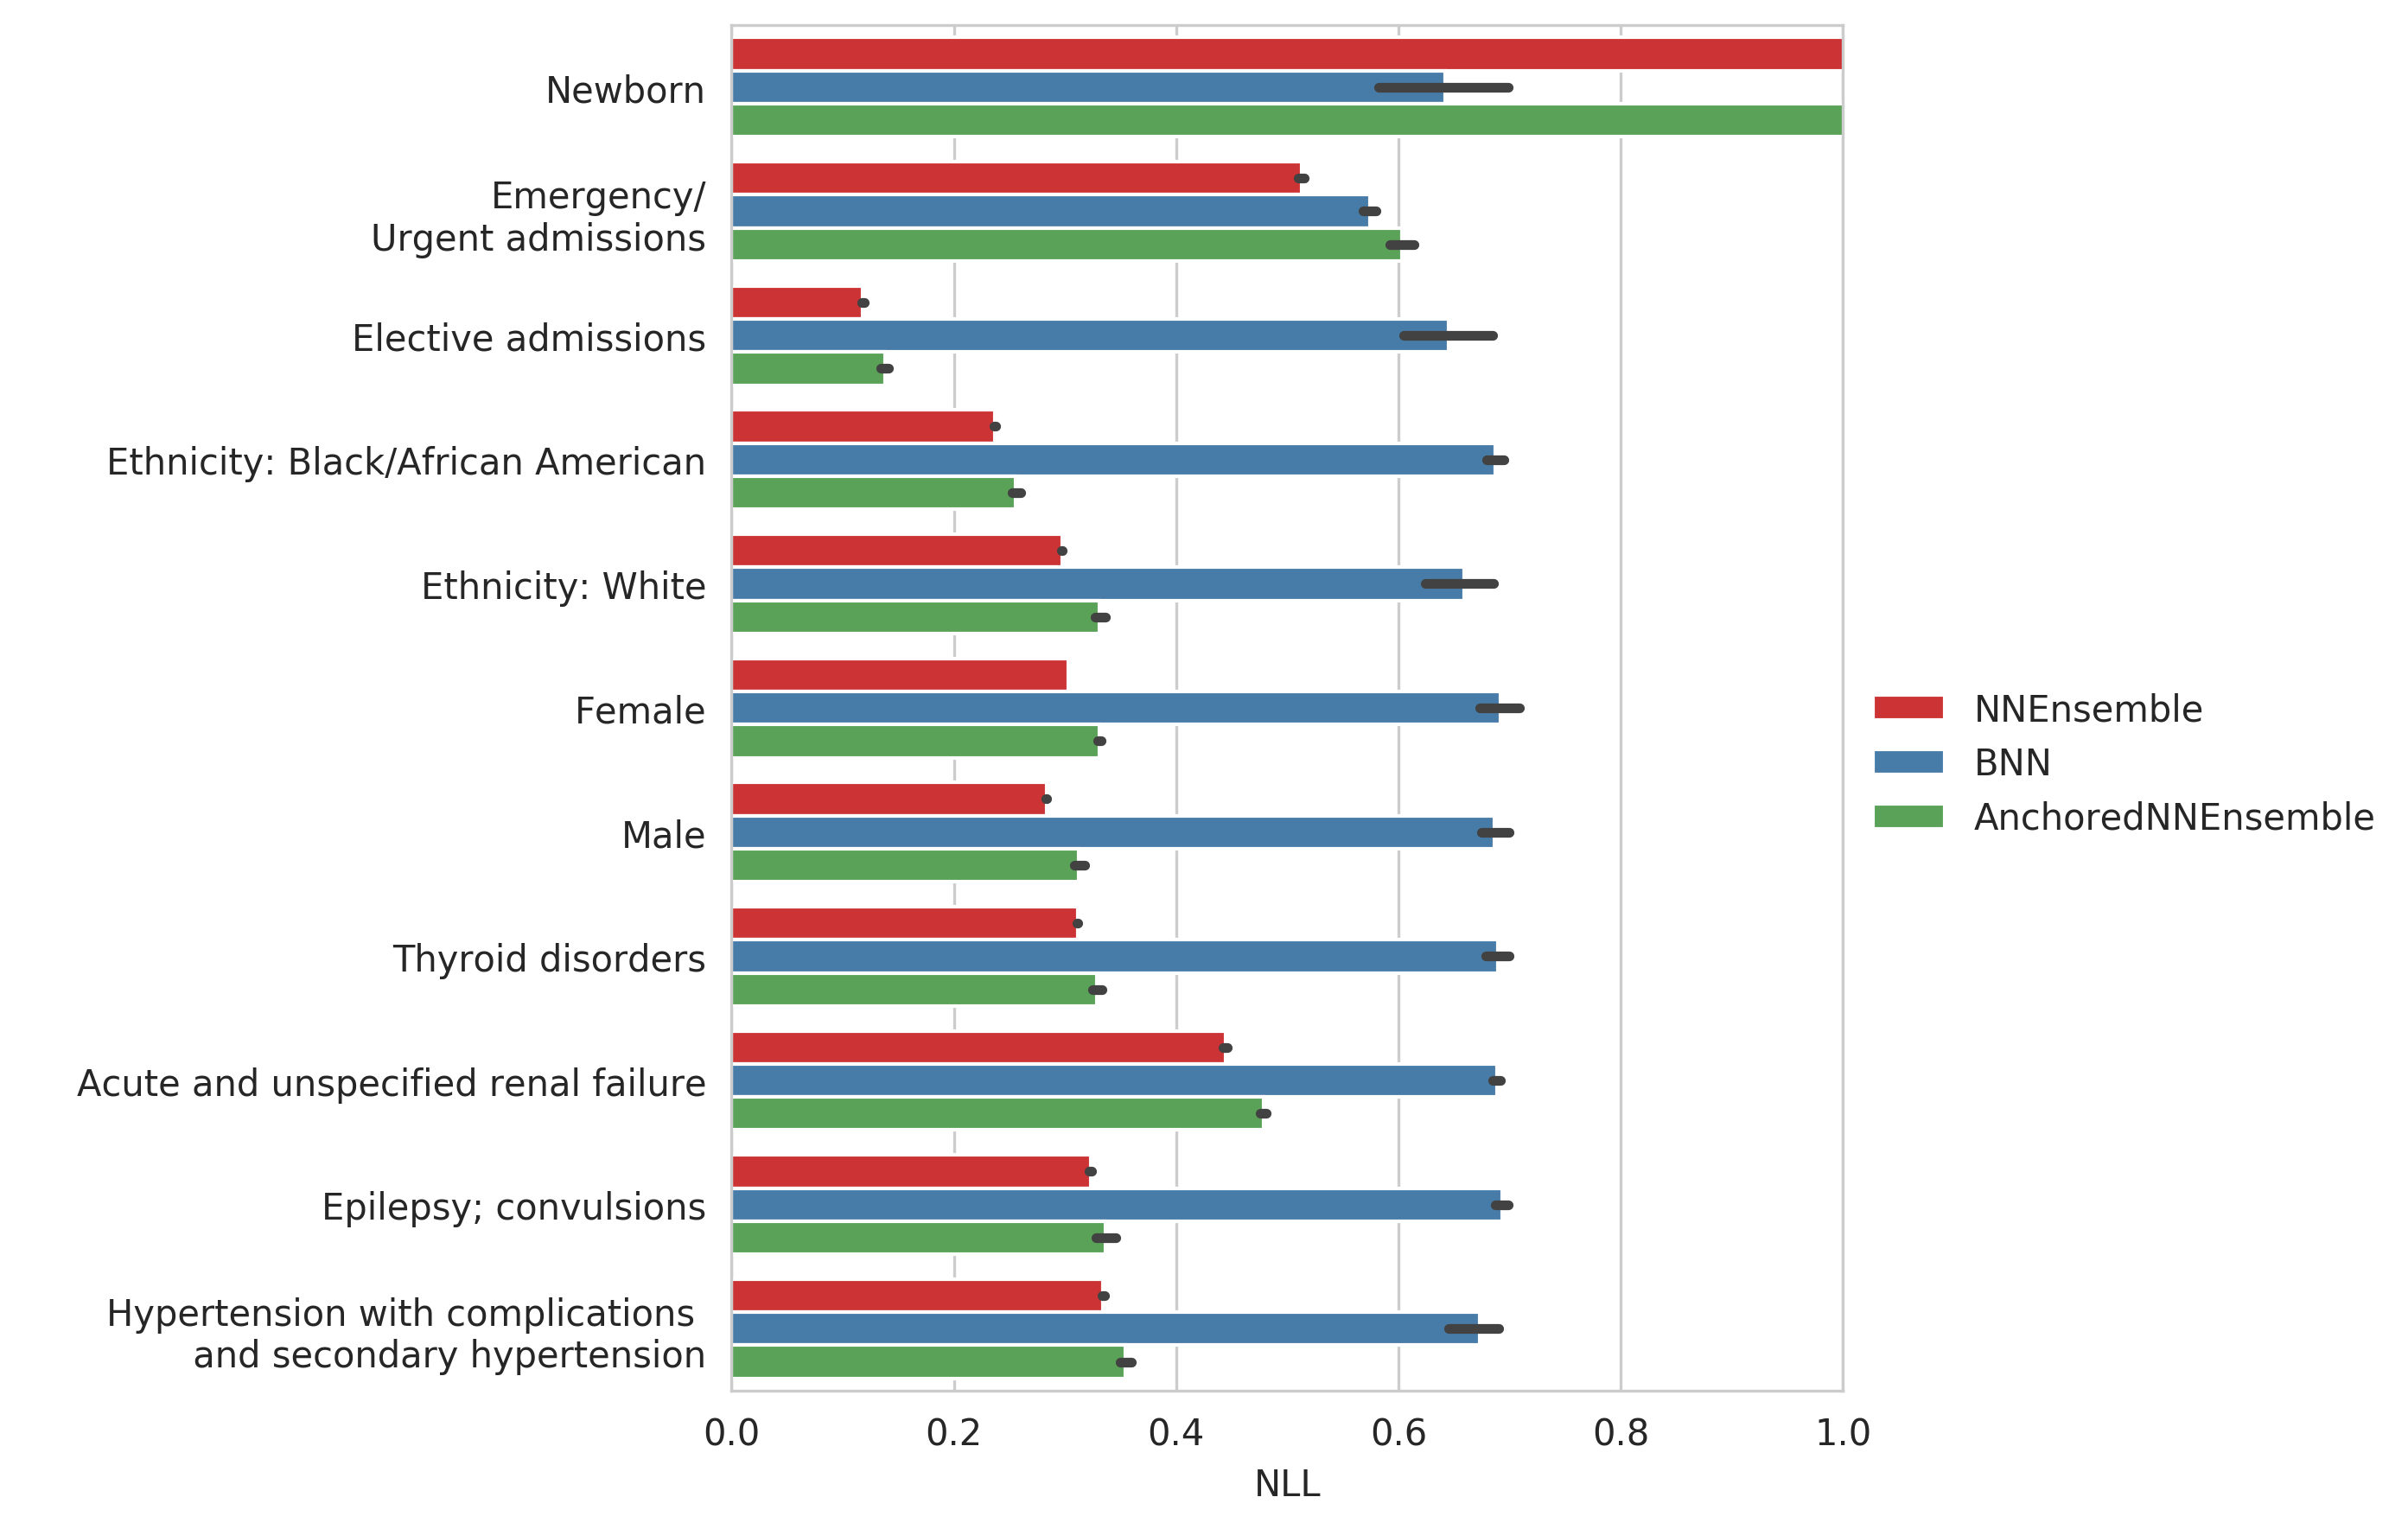 Newborn
Emergency/
Urgent admissions
Elective admissions
Ethnicity: Black/African American
Ethnicity: White
Female
Male
Thyroid disorders
Acute and unspecified renal failure
Epilepsy; convulsions
Hypertension with complications
and secondary hypertension
0.0 0.2 0.4 0.6 0.8 1.0
NLL
NNEnsemble
BNN
AnchoredNNEnsemble